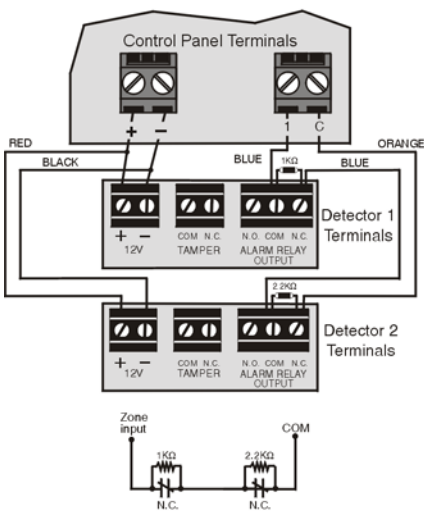 Control Panel Terminals
+ −
1 C
RED
ORANGE
BLACK
BLUE
1KΩ
BLUE
Detector 1
Terminals
+ −
12V
COM N.C.
TAMPER
N.O. COM N.C.
ALARM RELAY
OUTPUT
2.2KΩ
Detector 2
Terminals
+ −
12V
COM N.C.
TAMPER
N.O. COM N.C.
ALARM RELAY
OUTPUT
Zone
input
COM
1KΩ
2.2KΩ
N.C.
N.C.